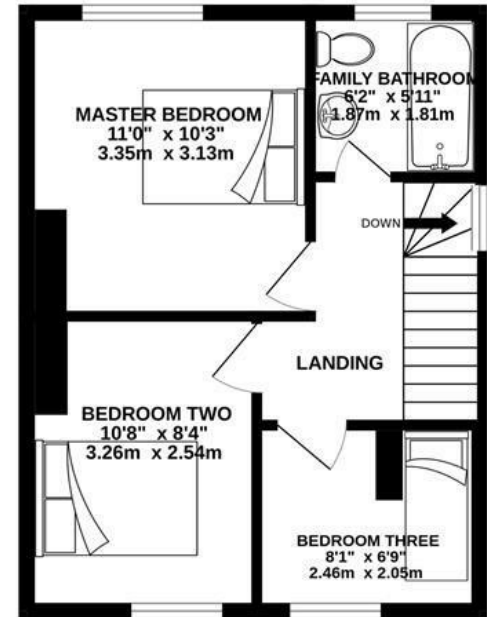 MASTER BEDROOM
11'0" x 10'3"
3.35m x 3.13m
FAMILY BATHROOM
6'2" x 5'11"
1.87m x 1.81m
DOWN
LANDING
BEDROOM TWO
10'8" x 8'4"
3.26m x 2.54m
BEDROOM THREE
8'1" x 6'9"
2.46m x 2.05m